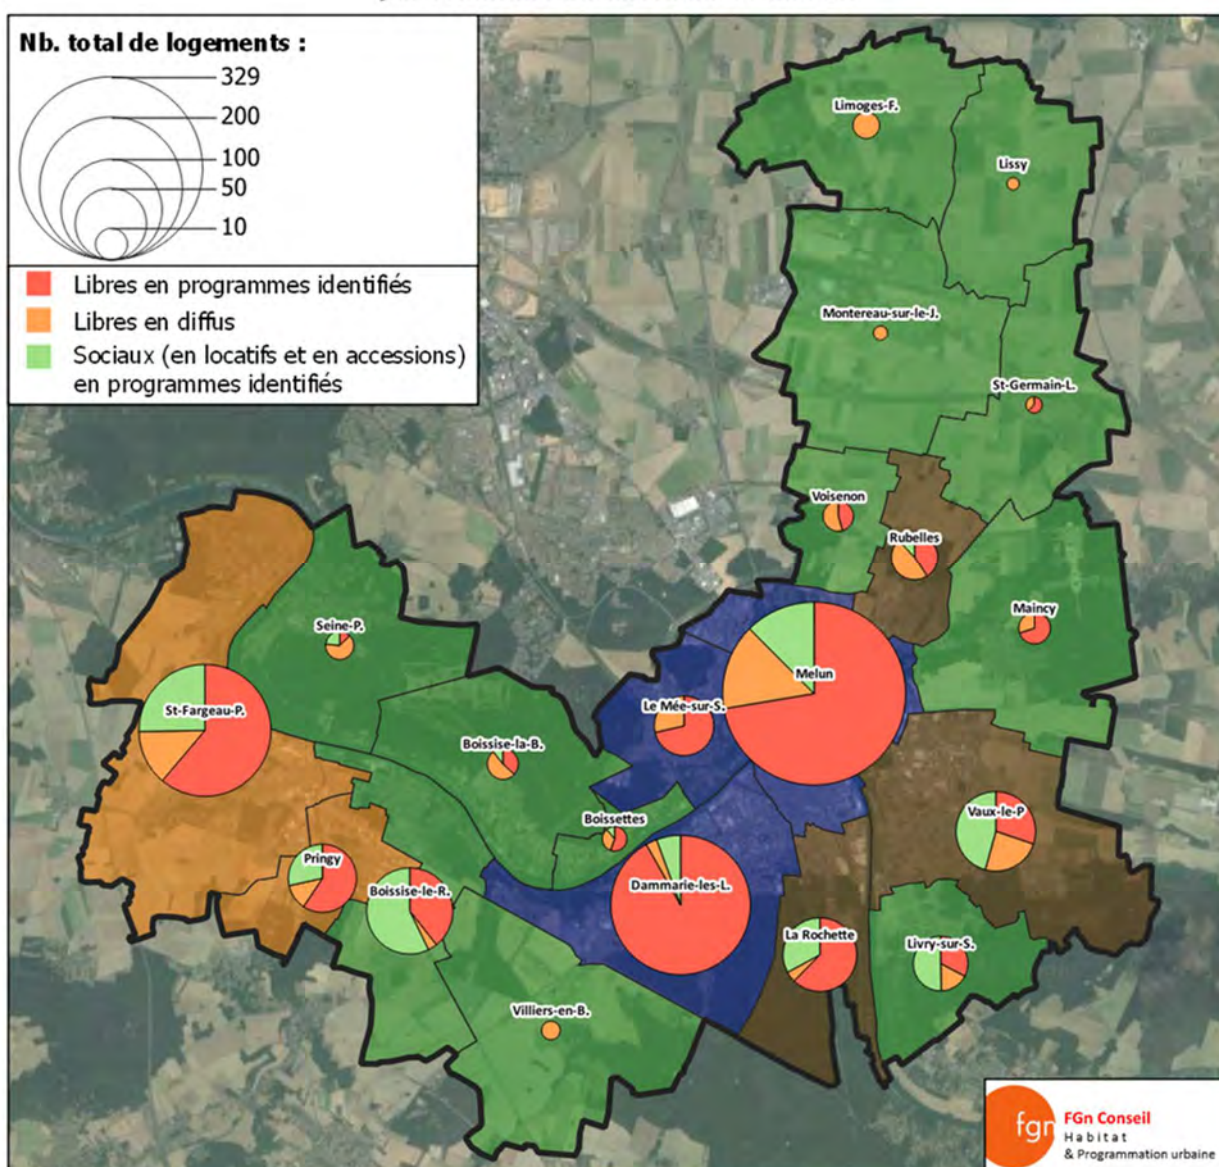 Nb. total de logements :
329
200
100
50
10
Libres en programmes identifiés
Libres en diffus
Sociaux (en locatifs et en accessions)
en programmes identifiés
Limoges-F.
Lissy
Montereau-sur-le-J.
St-Germain-L.
Voisenon
Rubelles
Maincy
Seine-P.
Melun
St-Fargeau-P.
Le Mée-sur-S.
Boissise-la-B.
Vaux-le-P
Boissettes
Pringy
Boissise-le-R.
Dammarie-les-L.
La Rochette
Livry-sur-S.
Villiers-en-B.
fgn
FGn Conseil
Habitat
& Programmation urbaine